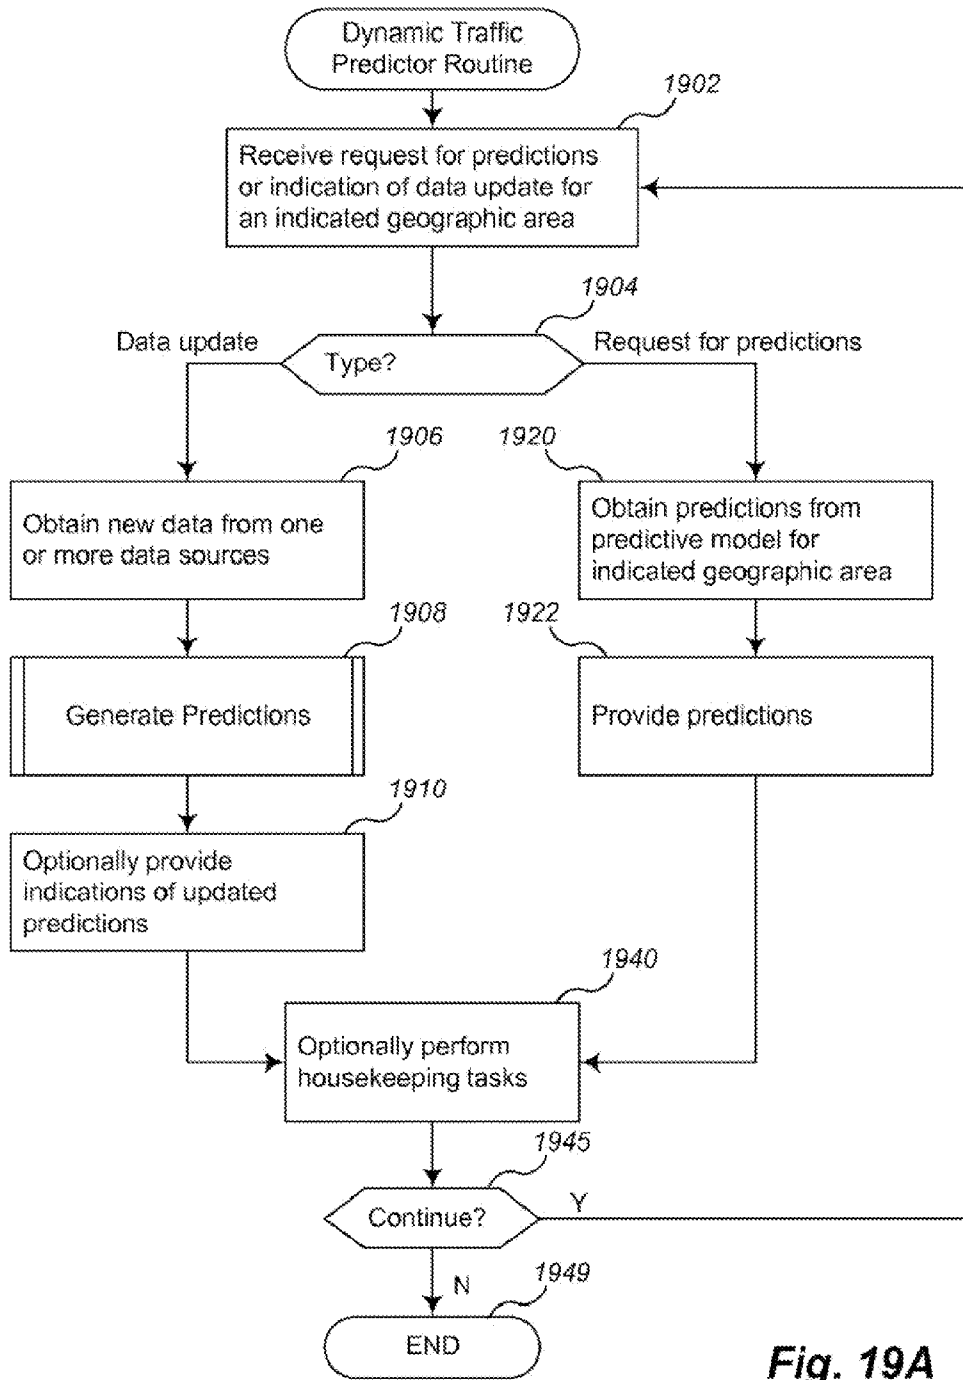 Dynamic Traffic
Predictor Routine
1902
Receive request for predictions
or indication of data update for
an indicated geographic area
1904
Data update
Type?
Request for predictions
1906
1920
Obtain new data from one
or more data sources
Obtain predictions from
predictive model for
indicated geographic area
1908
1922
Generate Predictions
Provide predictions
1910
Optionally provide
indications of updated
predictions
1940
Optionally perform
housekeeping tasks
1945
Continue?
Y
N
1949
END
Fig. 19A